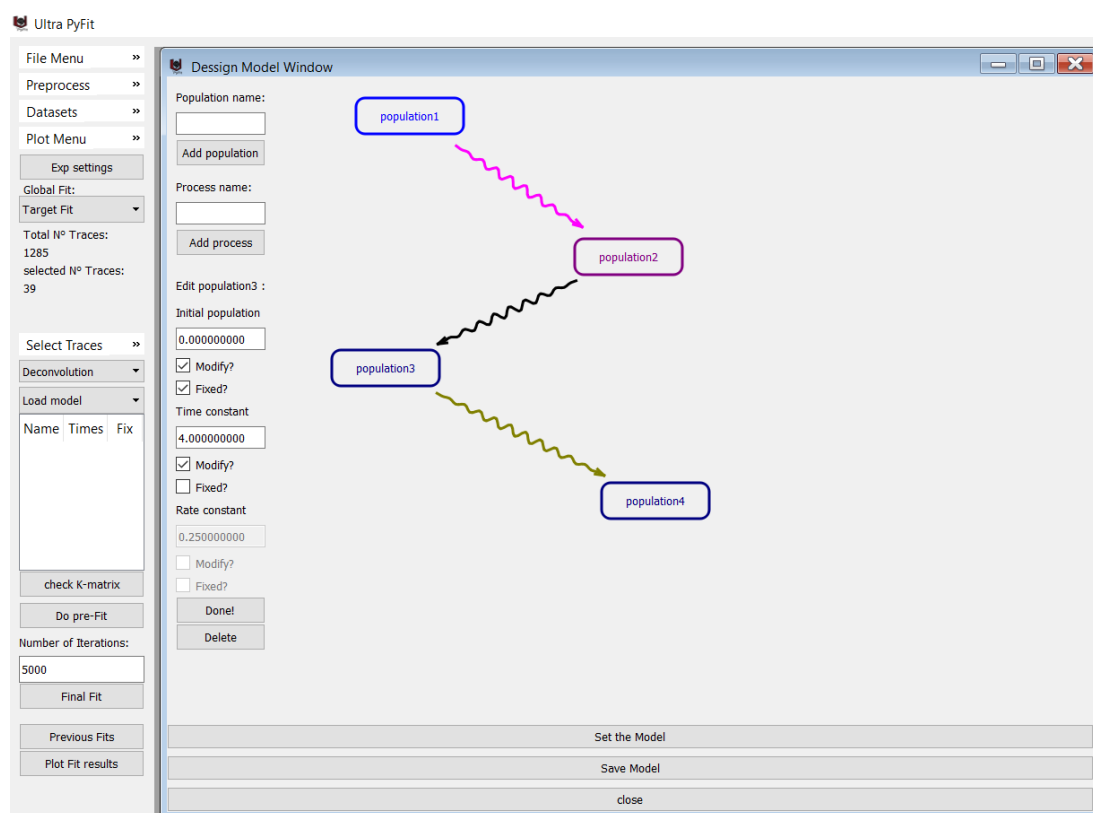 Ultra PyFit
File Menu »
Preprocess »
Datasets »
Plot Menu »
Exp settings
Global Fit:
Target Fit
Total Nº Traces:
1285
selected Nº Traces:
39
Select Traces »
Deconvolution
Load model
Name Times Fix
check K-matrix
Do pre-Fit
Number of Iterations:
5000
Final Fit
Previous Fits
Plot Fit results
Dessign Model Window
Population name:
Add population
Process name:
Add process
Edit population3 :
Initial population
0.000000000
Modify?
Fixed?
Time constant
4.000000000
Modify?
Fixed?
Rate constant
0.250000000
Modify?
Fixed?
Done!
Delete
population1
population2
population3
population4
Set the Model
Save Model
close